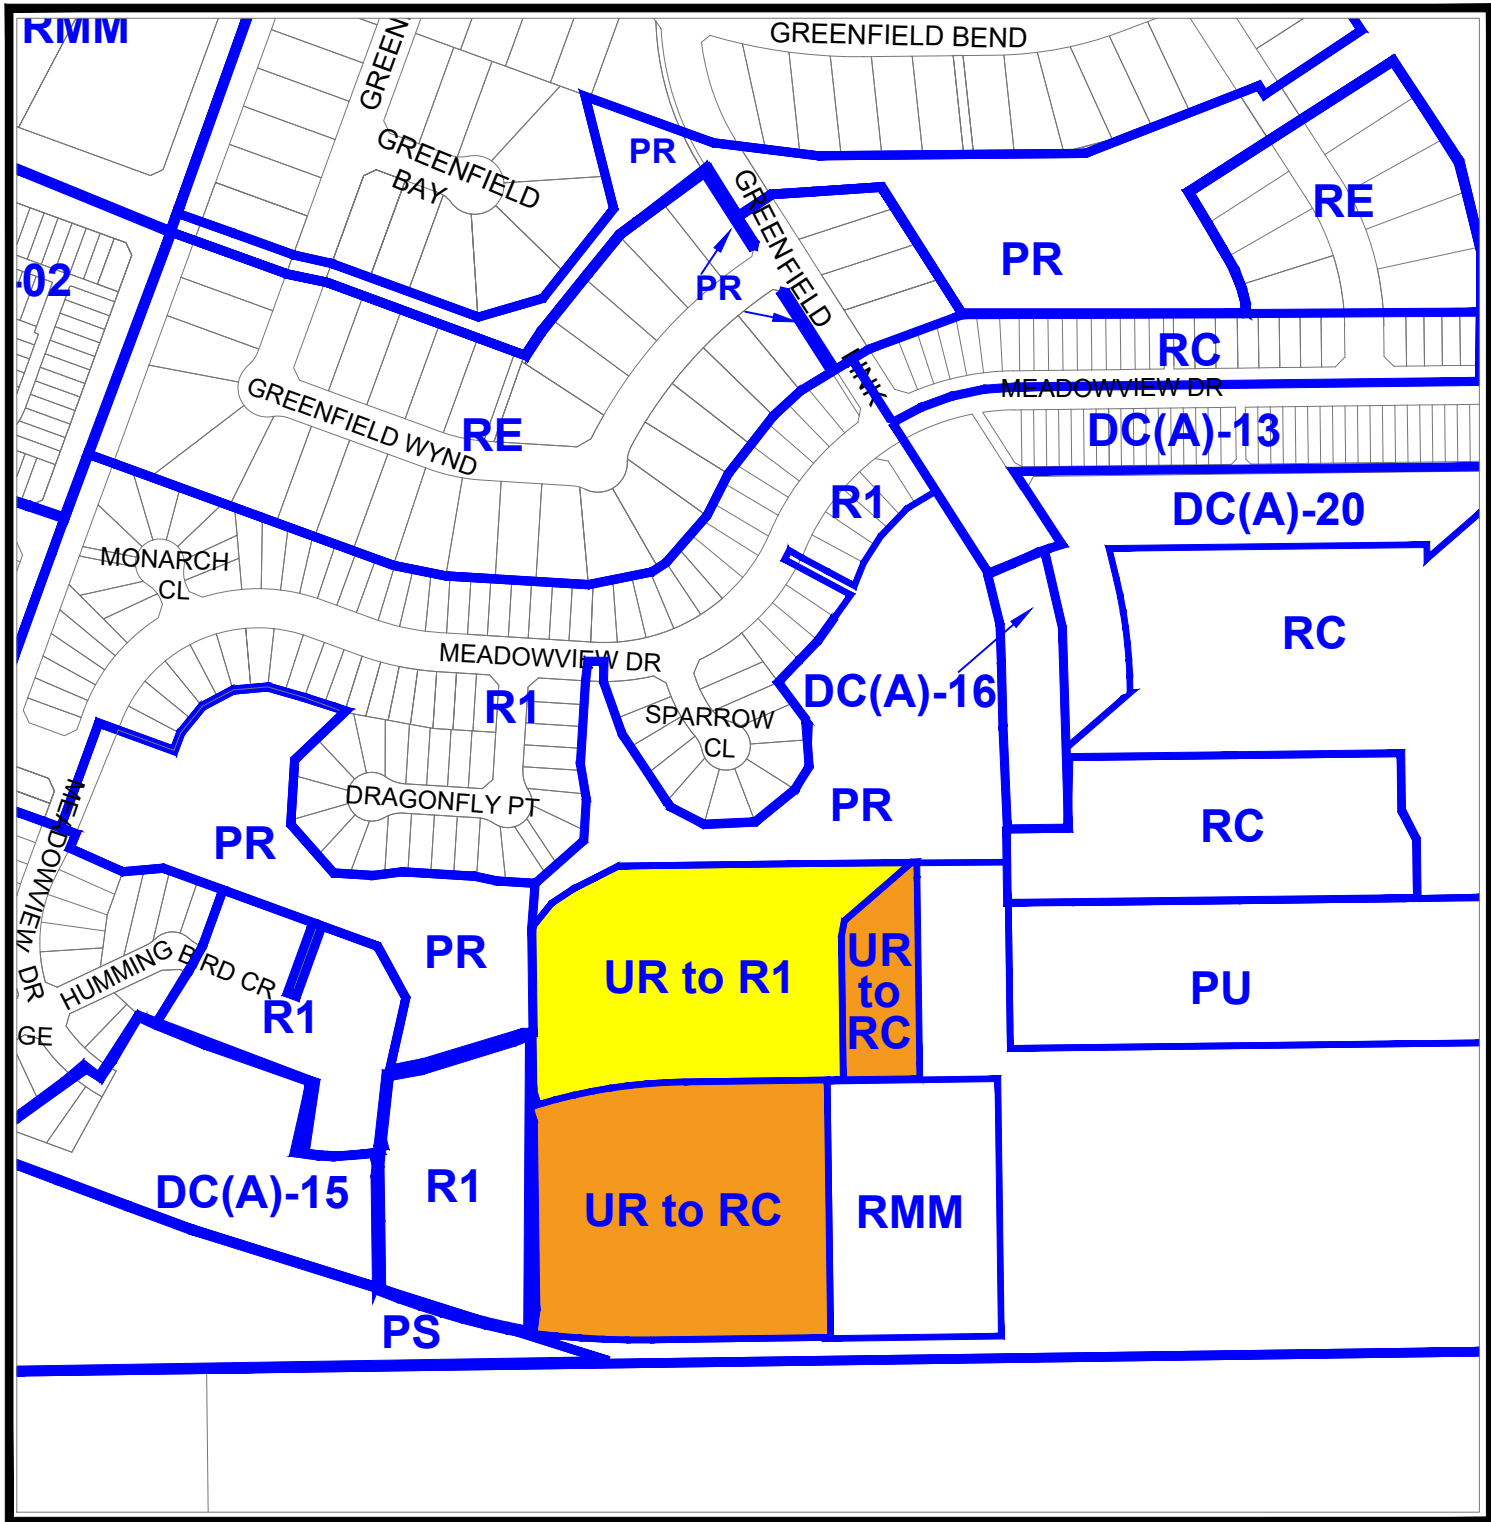 RMM
GREEN
GREENFIELD BEND
GREENFIELD
BAY
PR
GREENFIELD
LINK
RE
PR
-02
PR
RC
MEADOWVIEW DR
DC(A)-13
GREENFIELD WYND
RE
R1
DC(A)-20
MONARCH
CL
RC
MEADOWVIEW DR
R1
DC(A)-16
SPARROW
CL
DRAGONFLY PT
PR
RC
MEADOWVIEW DR
PR
PR
HUMMING BIRD CR
R1
UR to R1
UR
to
RC
PU
GE
DC(A)-15
R1
UR to RC
RMM
PS